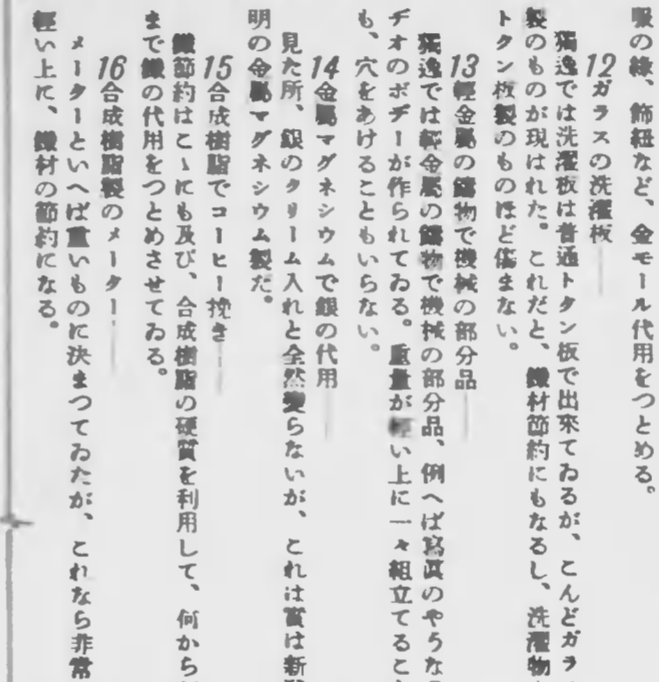 服の縁、飾紐など、金モール代用をつとめる。
12ガラスの洗濯板——
獨逸では洗濯板は普通トタン板で出來てゐるが、こんどガラ
製のものが現はれた。これだと、鐵材節約にもなるし、洗濯物
トタン板製のものほど傷まない。
13輕金屬の鑄物で機械の部分品——
獨逸では輕金屬の鑄物で機械の部分品、例へば寫眞のやうな
ヂオのボデーが作られてゐる。重量が輕い上に一々組立てるこ
も、穴をあけることもいらない。
14金屬マグネシウムで銀の代用——
見た所、銀のクリーム入れと全然變らないが、これは實は新
明の金屬マグネシウム製だ。
15合成樹脂でコーヒー挽き——
鐵節約はこゝにも及び、合成樹脂の硬質を利用して、何から
まで鐵の代用をつとめさせてゐる。
16合成樹脂製のメーター——
メーターといへば重いものに決まつてゐたが、これなら非常
輕い上に、鐵材の節約になる。